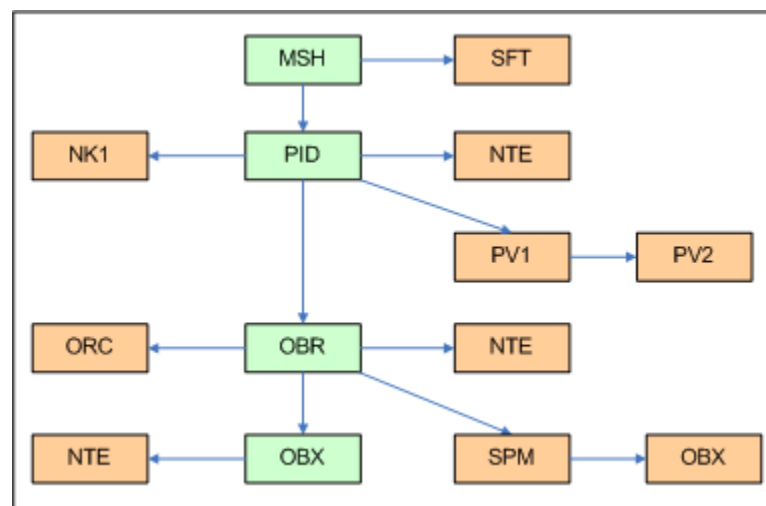 MSH
SFT
NK1
PID
NTE
PV1
PV2
ORC
OBR
NTE
NTE
OBX
SPM
OBX